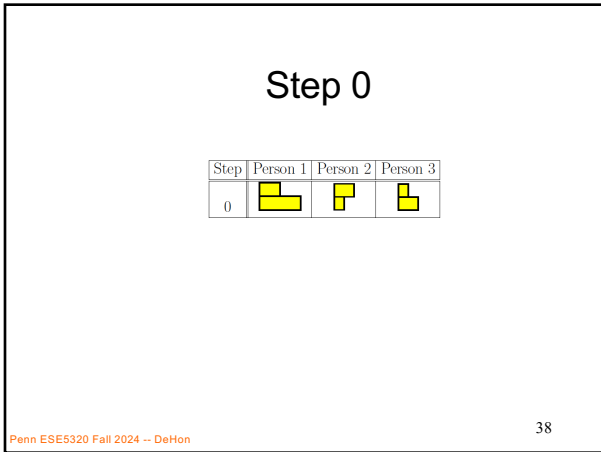 Step 0
Step Person 1 Person 2 Person 3
0
38
Penn ESE5320 Fall 2024 -- DeHon